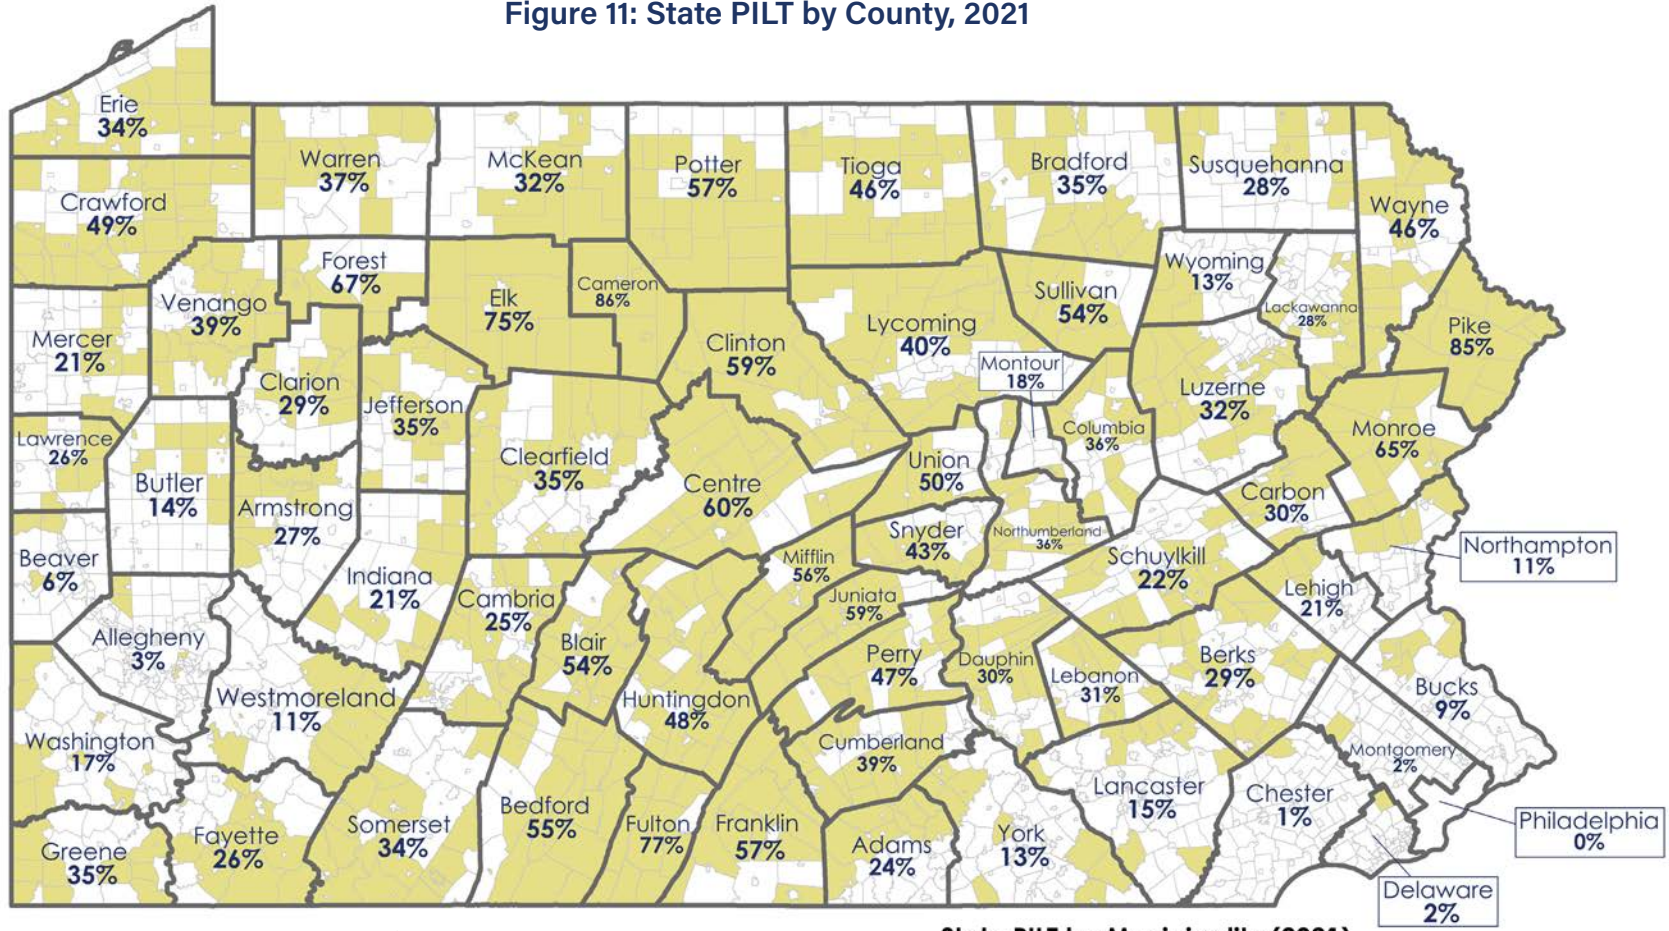 Figure 11: State PILT by County, 2021
Erie
34%
Warren
37%
McKean
32%
Potter
57%
Tioga
46%
Bradford
35%
Susquehanna
28%
Wayne
46%
Crawford
49%
Forest
67%
Elk
75%
Cameron
86%
Venango
39%
Mercer
21%
Clarion
29%
Jefferson
35%
Clinton
59%
Lycoming
40%
Sullivan
54%
Wyoming
13%
Lackawanna
28%
Pike
85%
Montour
18%
Columbia
36%
Luzerne
32%
Monroe
65%
Lawrence
26%
Butler
14%
Armstrong
27%
Clearfield
35%
Centre
60%
Union
50%
Snyder
43%
Northumberland
36%
Carbon
30%
Northampton
11%
Beaver
6%
Indiana
21%
Cambria
25%
Mifflin
56%
Juniata
59%
Schuylkill
22%
Lehigh
21%
Allegheny
3%
Westmoreland
11%
Blair
54%
Huntingdon
48%
Perry
47%
Dauphin
30%
Lebanon
31%
Berks
29%
Bucks
9%
Washington
17%
Cumberland
39%
Montgomery
2%
Greene
35%
Fayette
26%
Somerset
34%
Bedford
55%
Fulton
77%
Franklin
57%
Adams
24%
York
13%
Lancaster
15%
Chester
1%
Philadelphia
0%
Delaware
2%
State PILT by Municipality (2021)